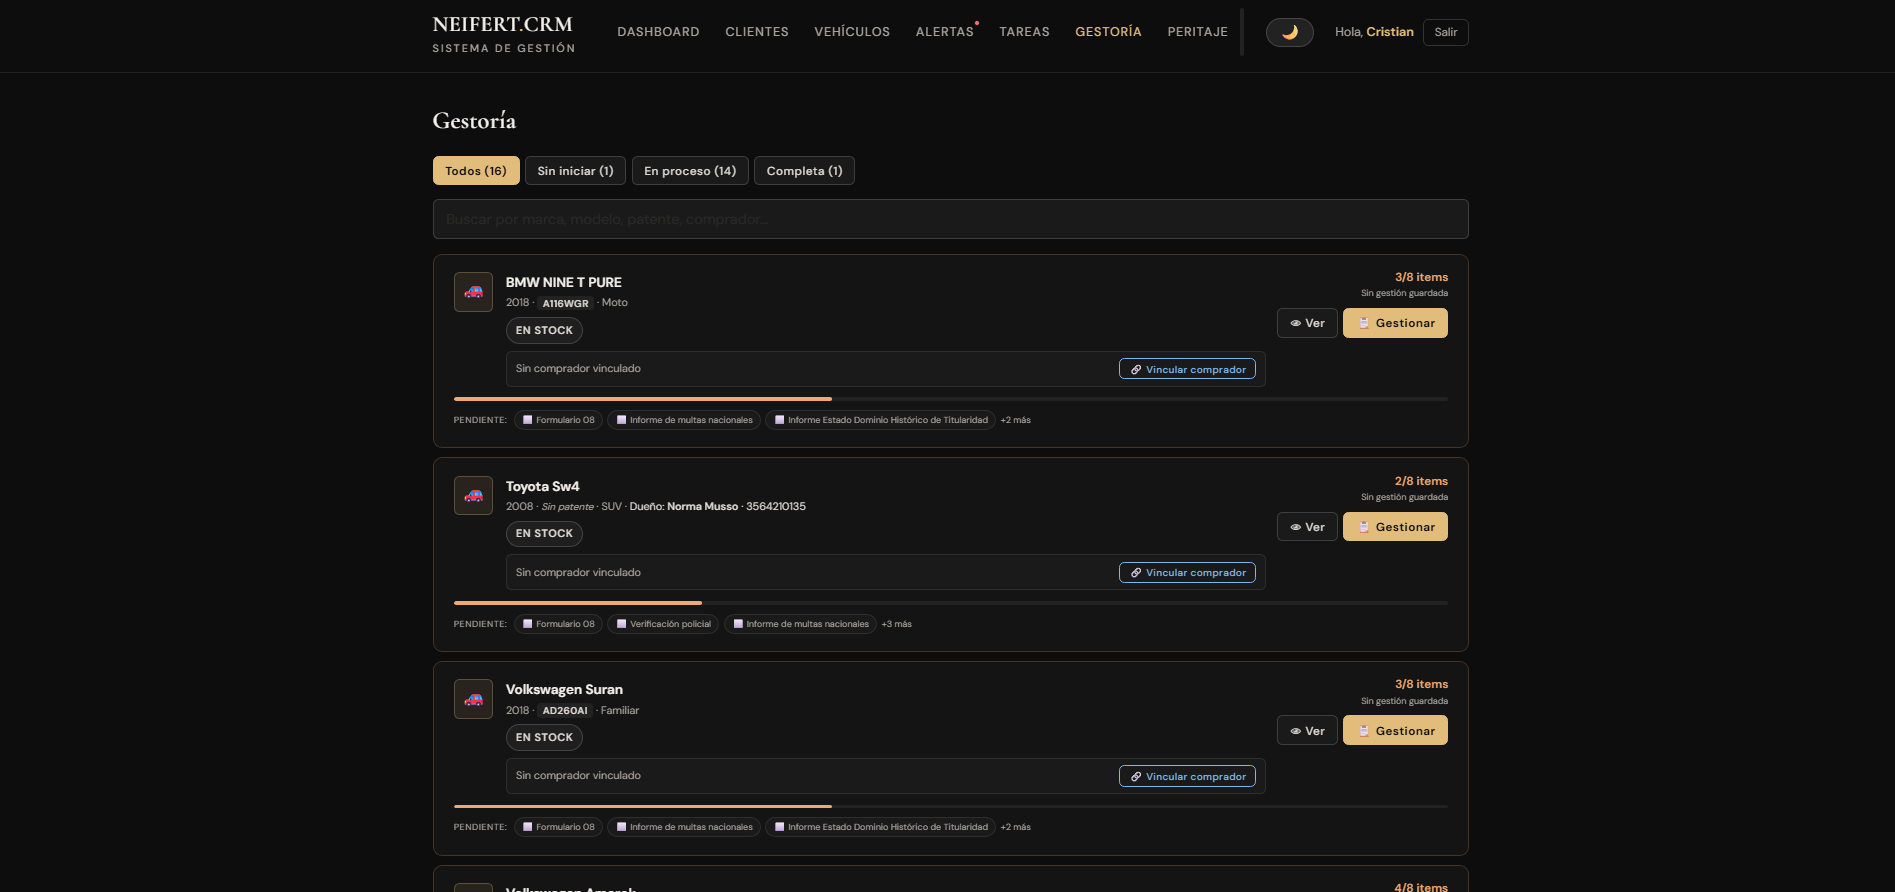 NEIFERT.CRM
SISTEMA DE GESTIÓN
DASHBOARD CLIENTES VEHÍCULOS ALERTAS TAREAS GESTORÍA PERITAJE
Hola, Cristian
Salir
Gestoría
Todos (16) Sin iniciar (1) En proceso (14) Completa (1)
Buscar por marca, modelo, patente, comprador...
BMW NINE T PURE
2018 · A116WGR · Moto
EN STOCK
3/8 items
Sin gestión guardada
Ver Gestionar
Sin comprador vinculado
Vincular comprador
PENDIENTE: Formulario 08 Informe de multas nacionales Informe Estado Dominio Histórico de Titularidad +2 más
Toyota Sw4
2008 · Sin patente · SUV · Dueño: Norma Musso · 3564210135
EN STOCK
2/8 items
Sin gestión guardada
Ver Gestionar
Sin comprador vinculado
Vincular comprador
PENDIENTE: Formulario 08 Verificación policial Informe de multas nacionales +3 más
Volkswagen Suran
2018 · AD260AI · Familiar
EN STOCK
3/8 items
Sin gestión guardada
Ver Gestionar
Sin comprador vinculado
Vincular comprador
PENDIENTE: Formulario 08 Informe de multas nacionales Informe Estado Dominio Histórico de Titularidad +2 más
Volkswagen Amarok
4/8 items